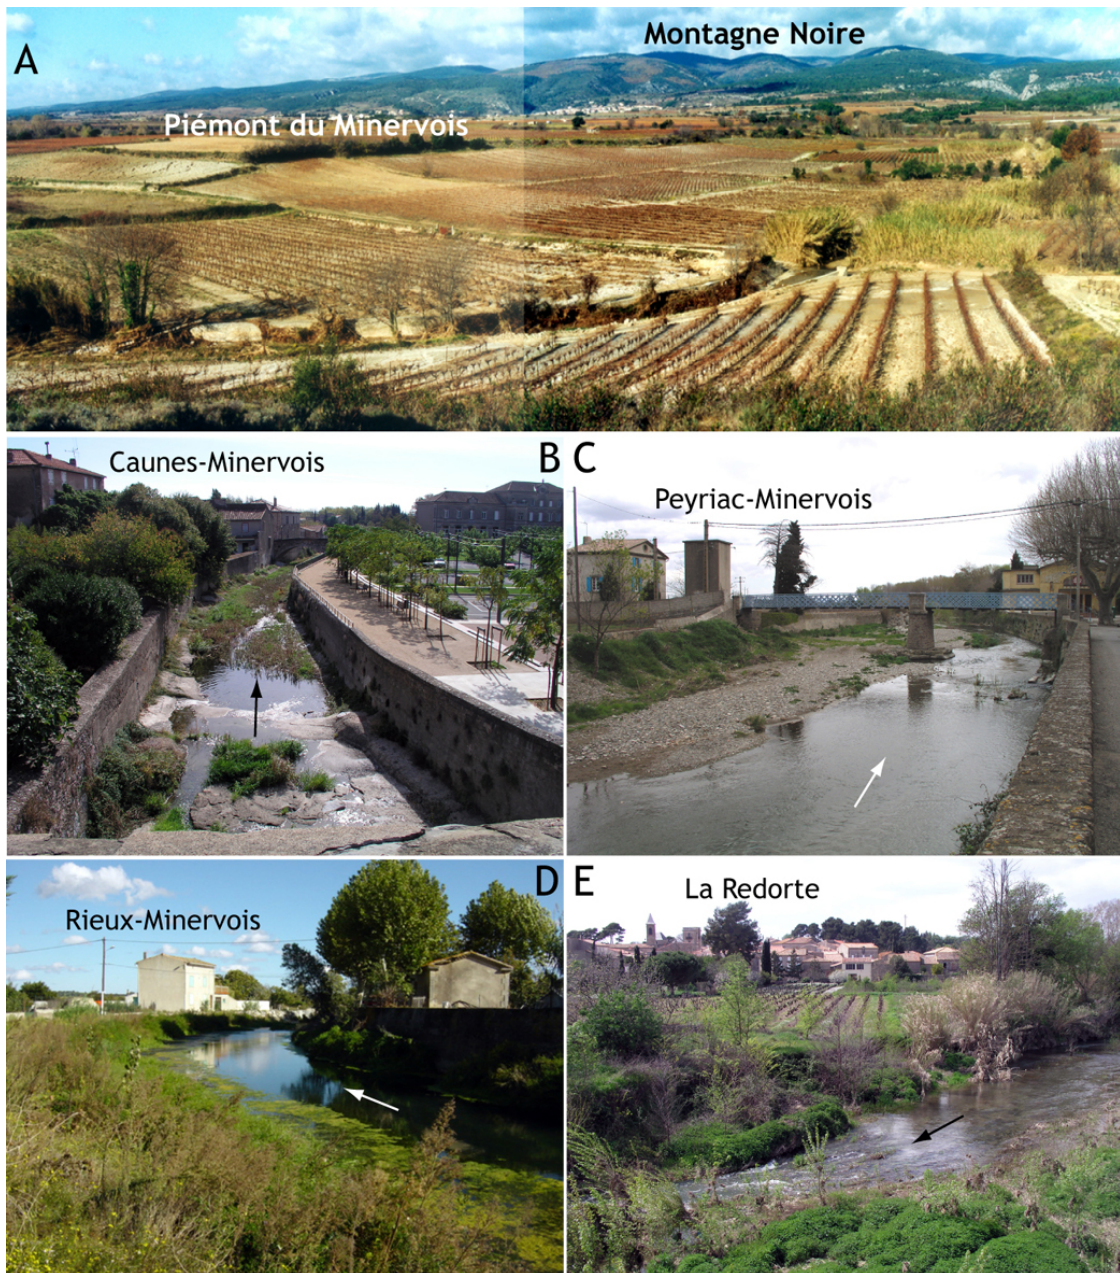 A
Montagne Noire
Piémont du Minervois
Caunes-Minervois
B
C
Peyriac-Minervois
Rieux-Minervois
D
E
La Redorte